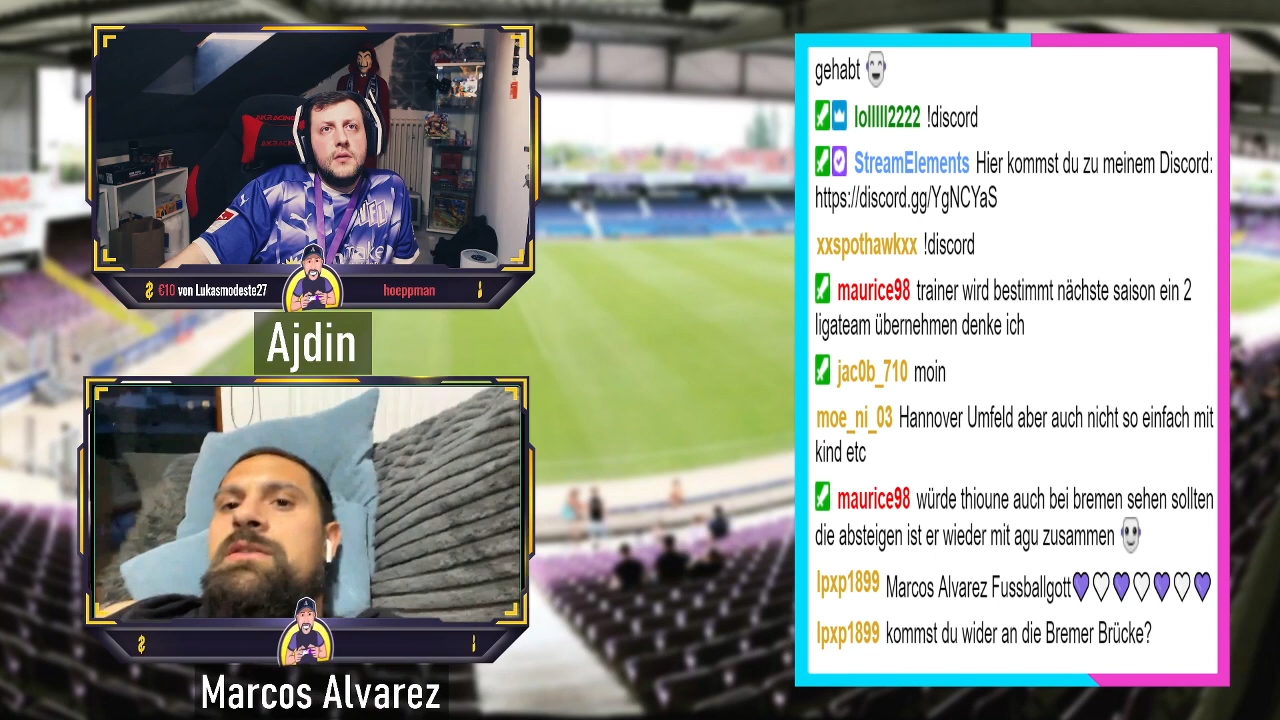 AKRACING
€10 von Lukasmodeste27
hoeppman
Ajdin
Marcos Alvarez
gehabt
lolllll2222 !discord
StreamElements Hier kommst du zu meinem Discord:
https://discord.gg/YgNCYaS
xxspothawkxx !discord
maurice98 trainer wird bestimmt nächste saison ein 2
ligateam übernehmen denke ich
jac0b_710 moin
moe_ni_03 Hannover Umfeld aber auch nicht so einfach mit
kind etc
maurice98 würde thioune auch bei bremen sehen sollten
die absteigen ist er wieder mit agu zusammen
lpxp1899 Marcos Alvarez Fussballgott💜🤍💜🤍💜🤍💜
lpxp1899 kommst du wider an die Bremer Brücke?